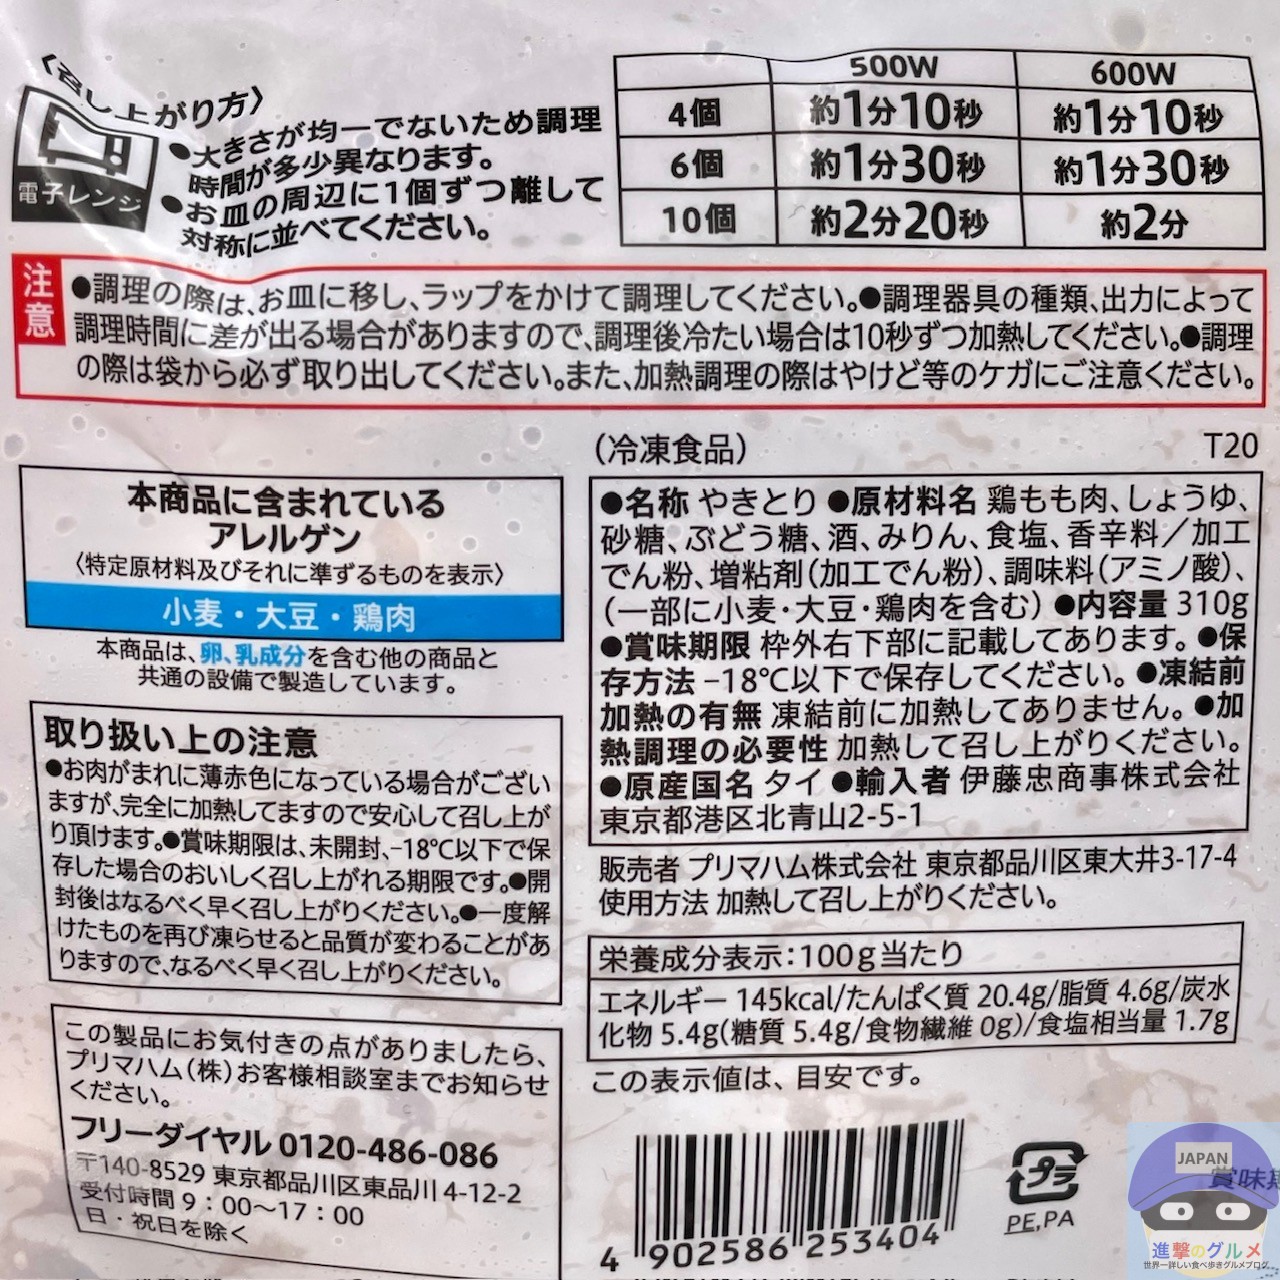 〈召し上がり方〉
電子レンジ
●大きさが均一でないため調理
時間が多少異なります。
●お皿の周辺に1個ずつ離して
対称に並べてください。
500W 600W
4個 約1分10秒 約1分10秒
6個 約1分30秒 約1分30秒
10個 約2分20秒 約2分
注意
●調理の際は、お皿に移し、ラップをかけて調理してください。●調理器具の種類、出力によって
調理時間に差が出る場合がありますので、調理後冷たい場合は10秒ずつ加熱してください。●調理
の際は袋から必ず取り出してください。また、加熱調理の際はやけど等のケガにご注意ください。
(冷凍食品) T20
本商品に含まれている
アレルゲン
〈特定原材料及びそれに準ずるものを表示〉
小麦・大豆・鶏肉
本商品は、卵、乳成分を含む他の商品と
共通の設備で製造しています。
取り扱い上の注意
●お肉がまれに薄赤色になっている場合がござい
ますが、完全に加熱してますので安心して召し上が
り頂けます。●賞味期限は、未開封、-18℃以下で保
存した場合のおいしく召し上がれる期限です。●開
封後はなるべく早く召し上がりください。●一度解
けたものを再び凍らせると品質が変わることがあ
りますので、なるべく早く召し上がりください。
この製品にお気付きの点がありましたら、
プリマハム(株)お客様相談室までお知らせ
ください。
フリーダイヤル 0120-486-086
〒140-8529 東京都品川区東品川 4-12-2
受付時間 9:00〜17:00
日・祝日を除く
●名称 やきとり ●原材料名 鶏もも肉、しょうゆ、
砂糖、ぶどう糖、酒、みりん、食塩、香辛料/加工
でん粉、増粘剤(加工でん粉)、調味料(アミノ酸)、
(一部に小麦・大豆・鶏肉を含む) ●内容量 310g
●賞味期限 枠外右下部に記載してあります。●保
存方法 -18℃以下で保存してください。●凍結前
加熱の有無 凍結前に加熱してありません。●加
熱調理の必要性 加熱して召し上がりください。
●原産国名 タイ ●輸入者 伊藤忠商事株式会社
東京都港区北青山2-5-1
販売者 プリマハム株式会社 東京都品川区東大井3-17-4
使用方法 加熱して召し上がりください。
栄養成分表示:100g当たり
エネルギー 145kcal/たんぱく質 20.4g/脂質 4.6g/炭水
化物 5.4g(糖質 5.4g/食物繊維 0g)/食塩相当量 1.7g
この表示値は、目安です。
4 902586 253404
プラ
PE,PA
賞味期
JAPAN
進撃のグルメ
世界一詳しい食べ歩きグルメブログ